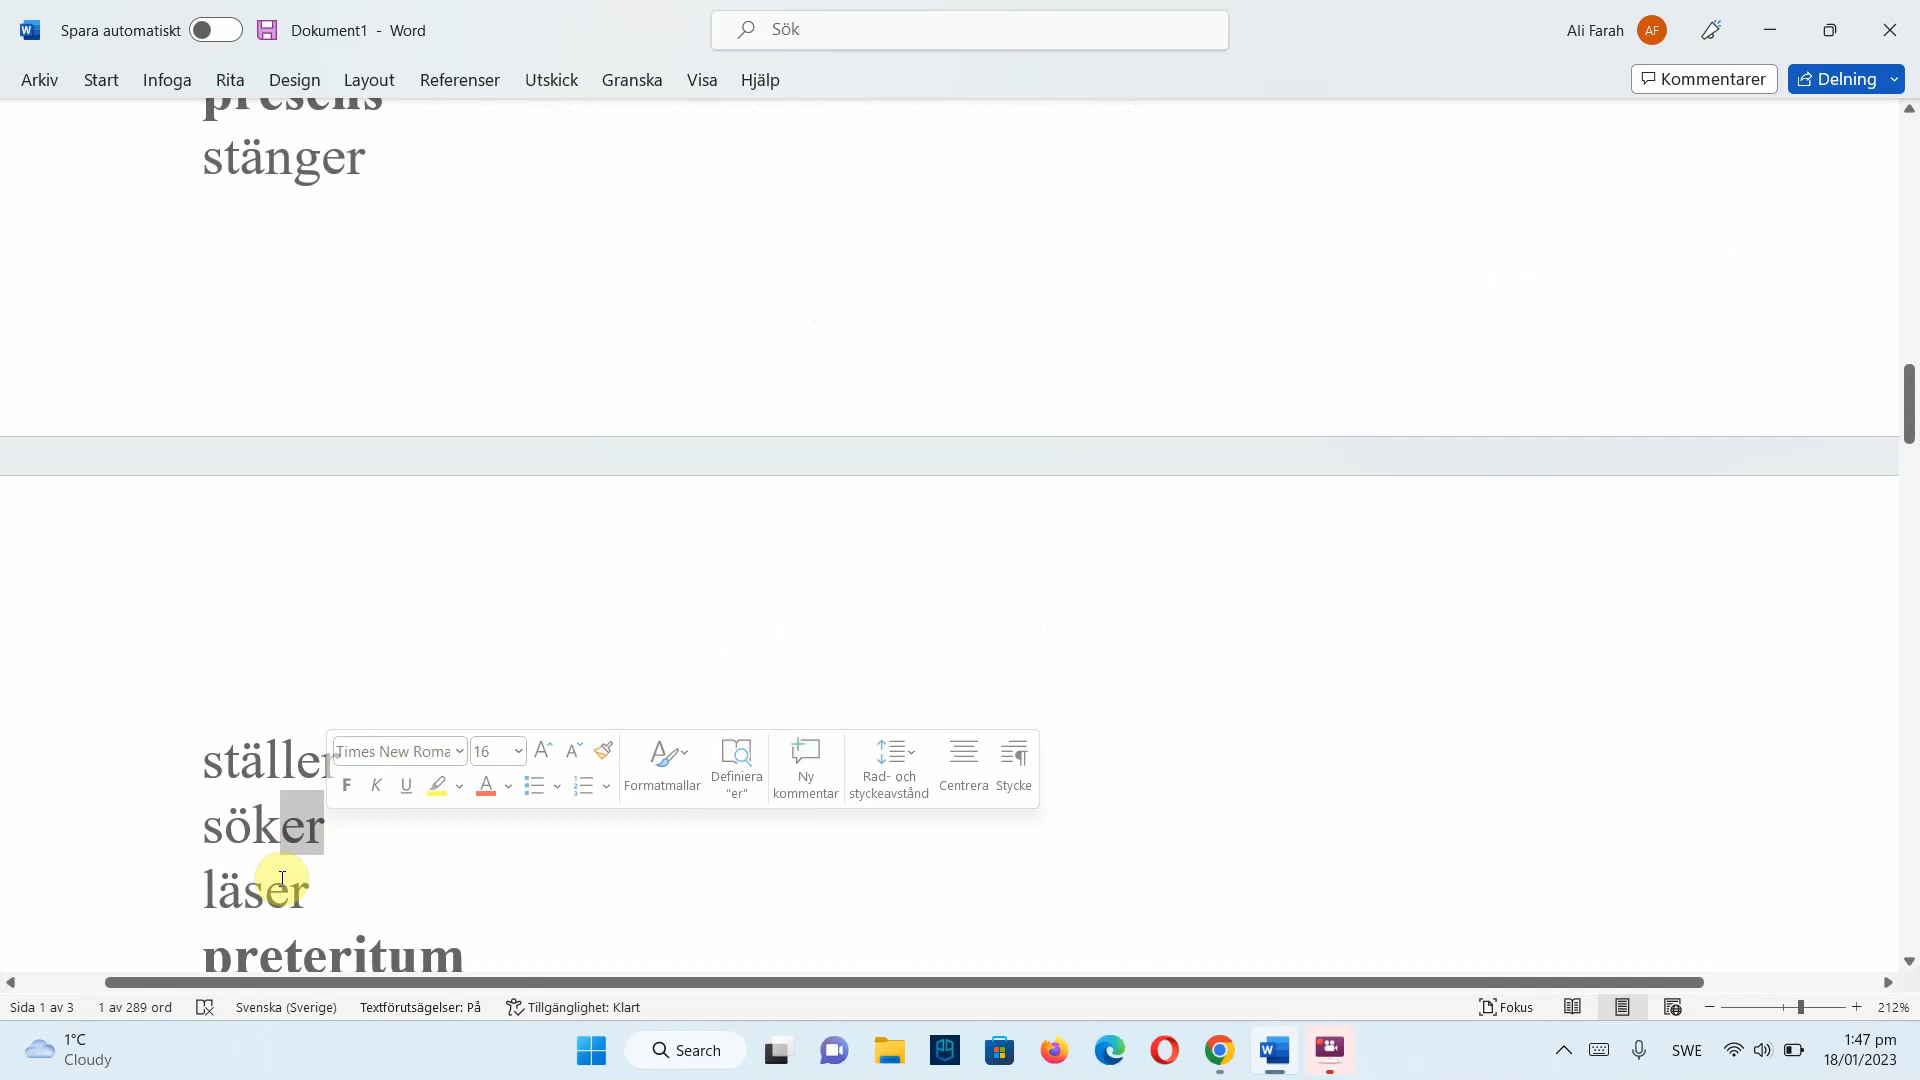 Spara automatiskt Dokument1 - Word Sök Ali Farah AF
Arkiv Start Infoga Rita Design Layout Referenser Utskick Granska Visa Hjälp Kommentarer Delning
presens
stänger
ställer
Times New Roma 16
Formatmallar Definiera "er" Ny kommentar Rad- och styckeavstånd Centrera Stycke
F K U A
söker
läser
preteritum
Sida 1 av 3 1 av 289 ord Svenska (Sverige) Textförutsägelser: På Tillgänglighet: Klart Fokus 212%
1°C
Cloudy
Search
SWE
1:47 pm
18/01/2023